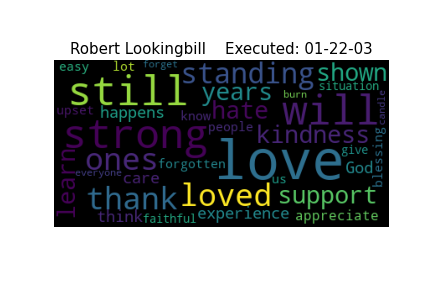 Robert Lookingbill    Executed: 01-22-03
easy lot forget standing shown
still years situation
burn candle
upset happens know hate will
strong people kindness
ones forgotten love give God blessing
learn everyone care us
thank loved support
think faithful experience appreciate